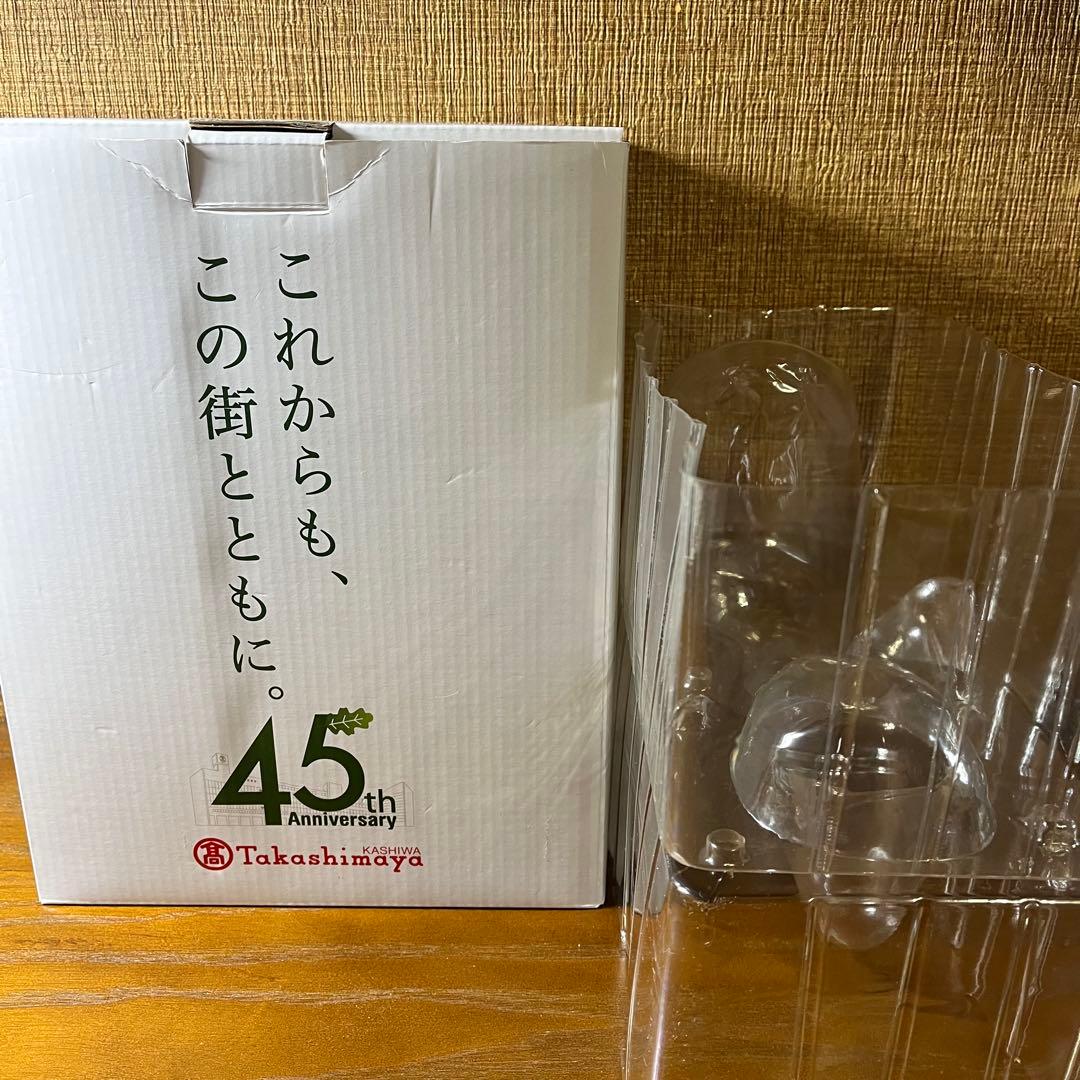 これからも、
この街とともに。
45th
Anniversary
KASHIWA
髙 Takashimaya